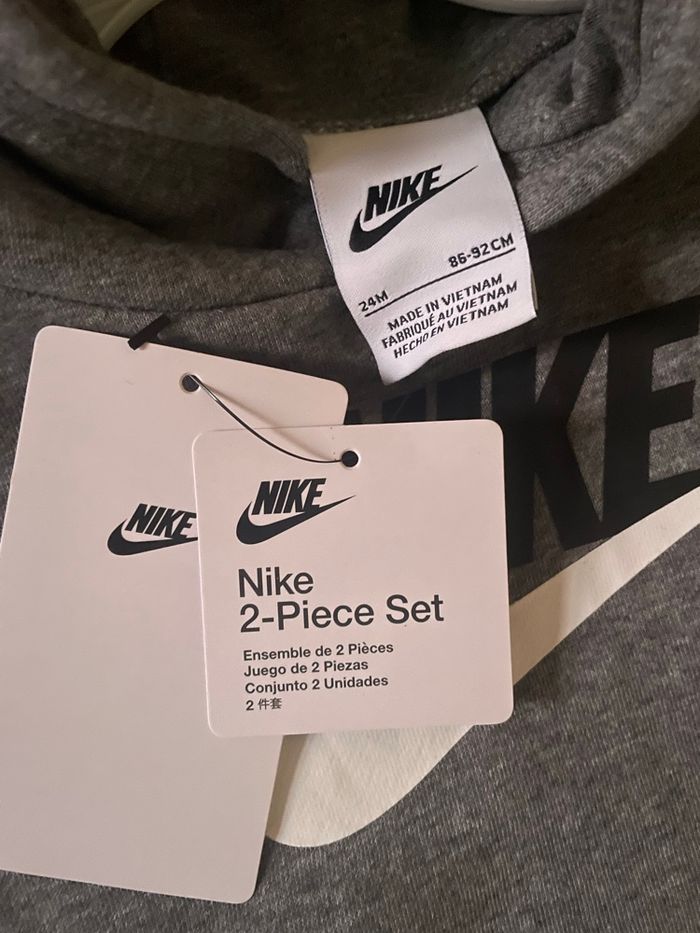 NIKE
24M 86-92CM
MADE IN VIETNAM
FABRIQUÉ AU VIETNAM
HECHO EN VIETNAM
NIKE
NIKE
NIKE
Nike
2-Piece Set
Ensemble de 2 Pièces
Juego de 2 Piezas
Conjunto 2 Unidades
2 件套